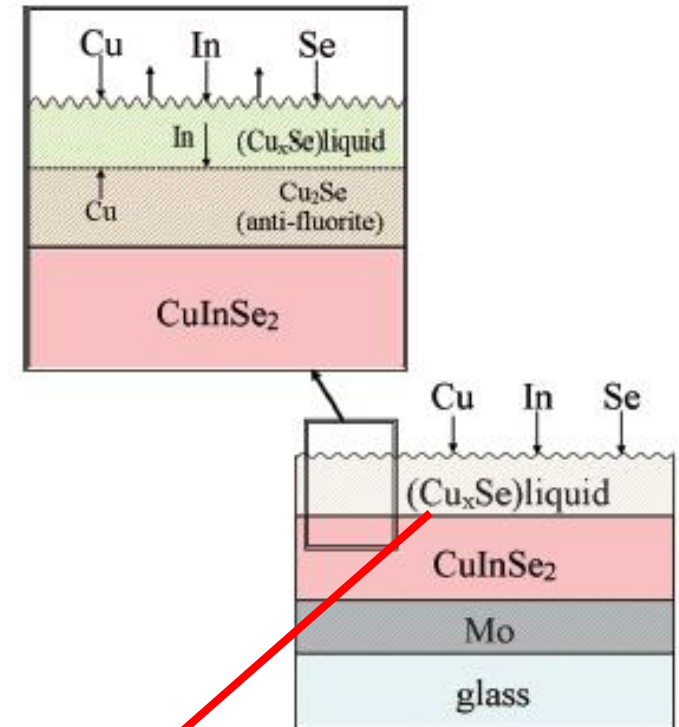 Cu In Se
In (CuₓSe)liquid
Cu₂Se
Cu (anti-fluorite)
CuInSe₂
Cu In Se
(CuₓSe)liquid
CuInSe₂
Mo
glass